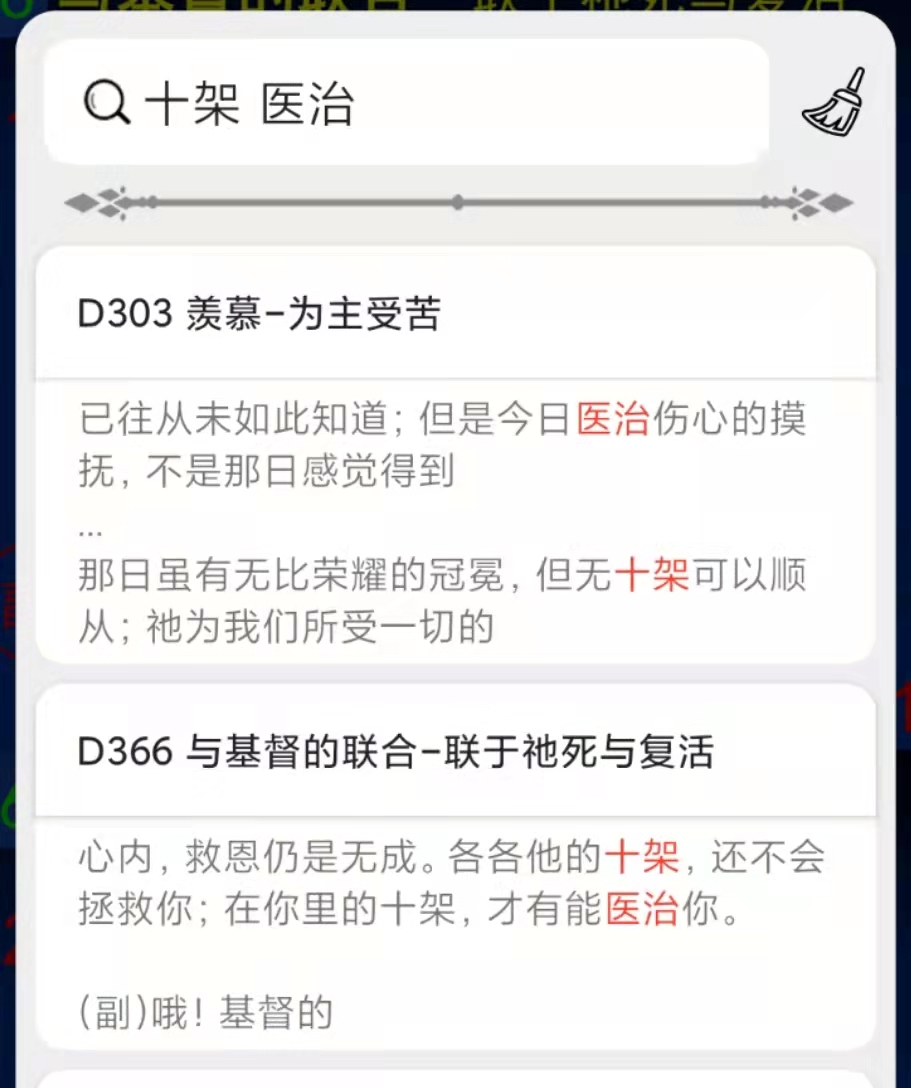 十架 医治
D303 羡慕-为主受苦
已往从未如此知道；但是今日医治伤心的摸
抚，不是那日感觉得到
...
那日虽有无比荣耀的冠冕，但无十架可以顺
从；祂为我们所受一切的
D366 与基督的联合-联于祂死与复活
心内，救恩仍是无成。各各他的十架，还不会
拯救你；在你里的十架，才有能医治你。
(副)哦！基督的